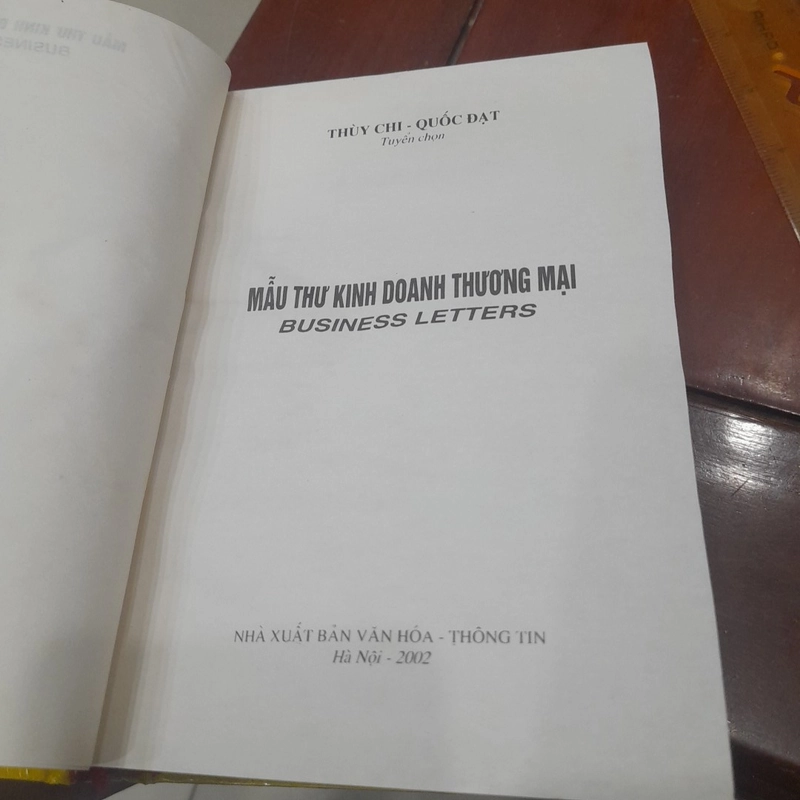 THÙY CHI - QUỐC ĐẠT
Tuyển chọn
MẪU THƯ KINH DOANH THƯƠNG MẠI
BUSINESS LETTERS
NHÀ XUẤT BẢN VĂN HÓA - THÔNG TIN
Hà Nội - 2002